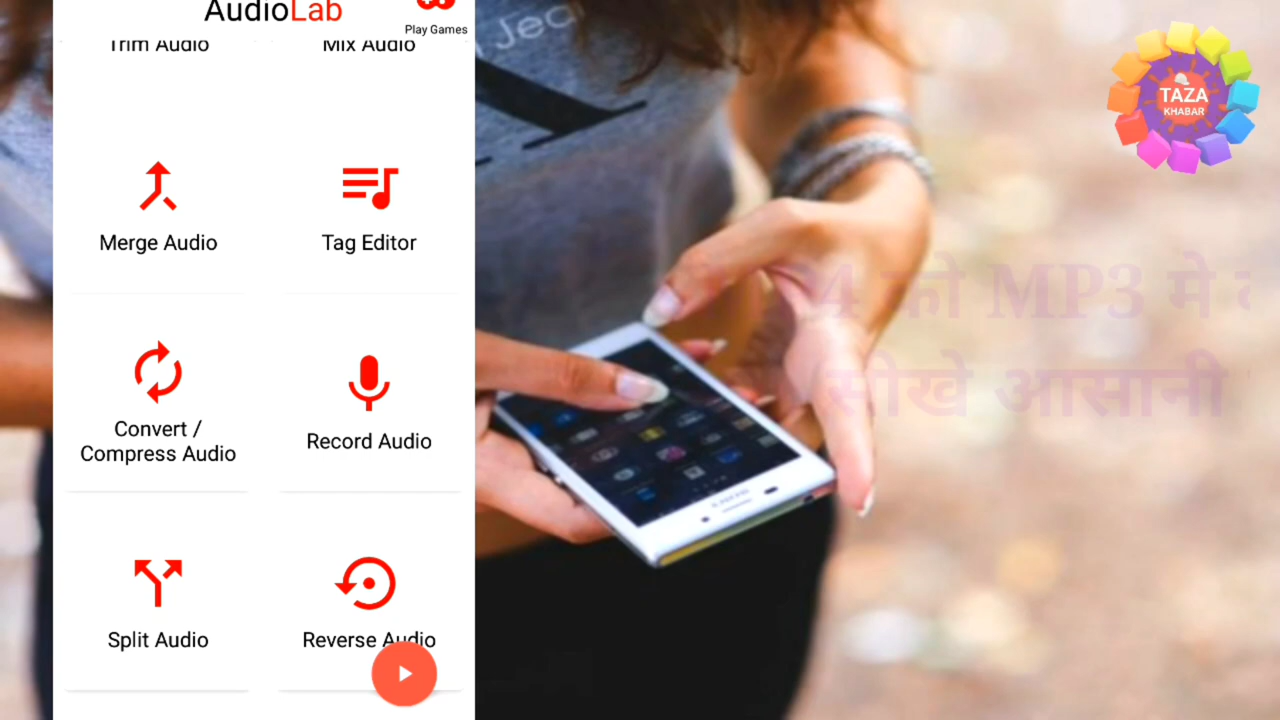 AudioLab
Play Games
Trim Audio
Mix Audio
Merge Audio
Tag Editor
Convert /
Compress Audio
Record Audio
Split Audio
Reverse Audio
TAZA
KHABAR
को MP3 मे
सीखे आसानी